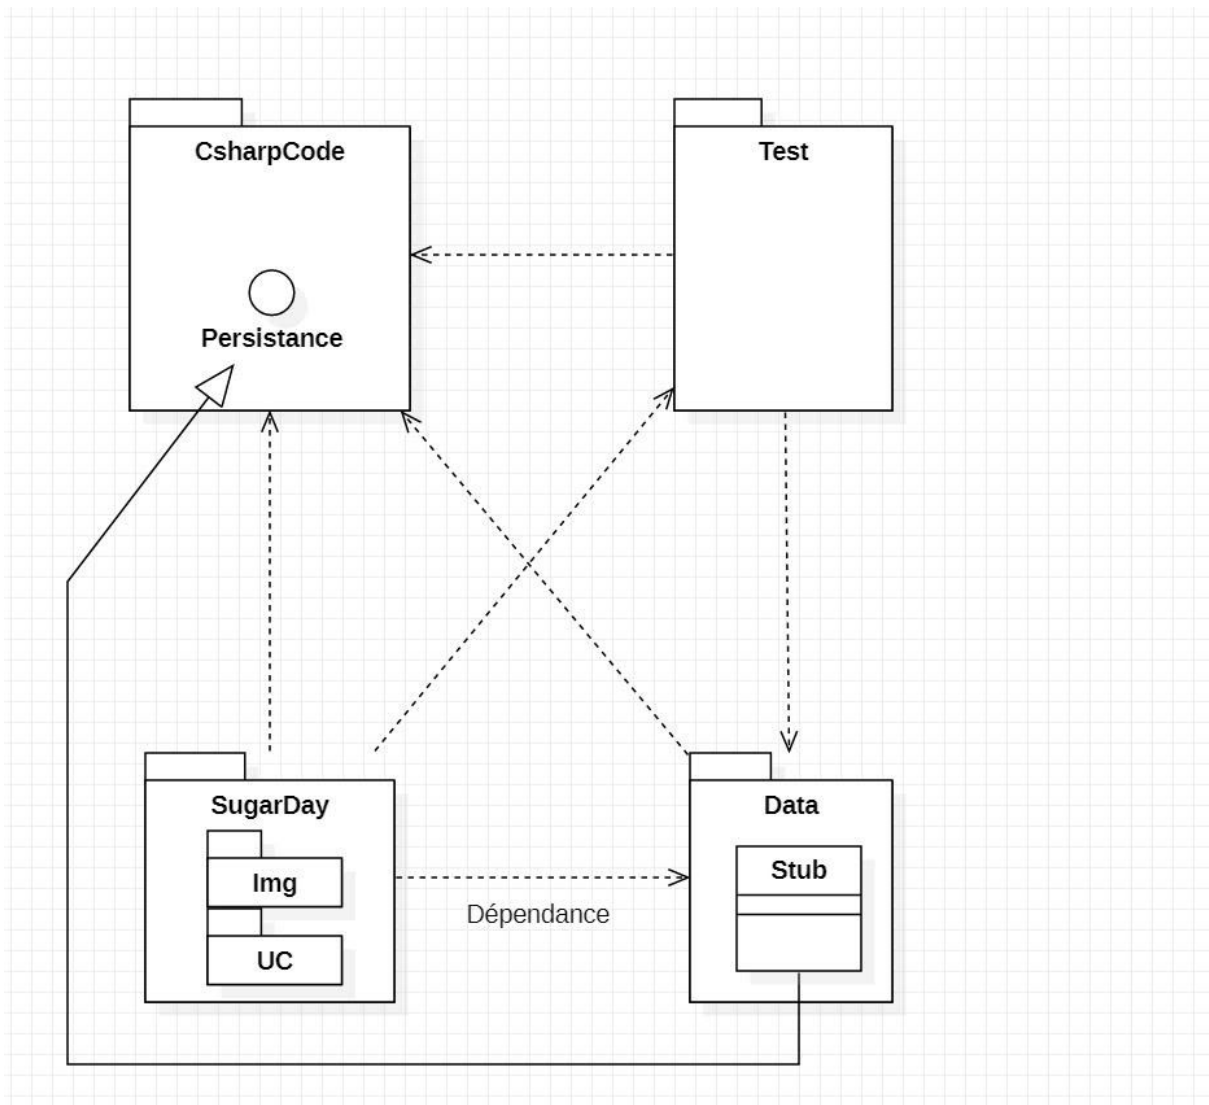 CsharpCode
Test
Persistance
SugarDay
Data
Img
Stub
Dépendance
UC